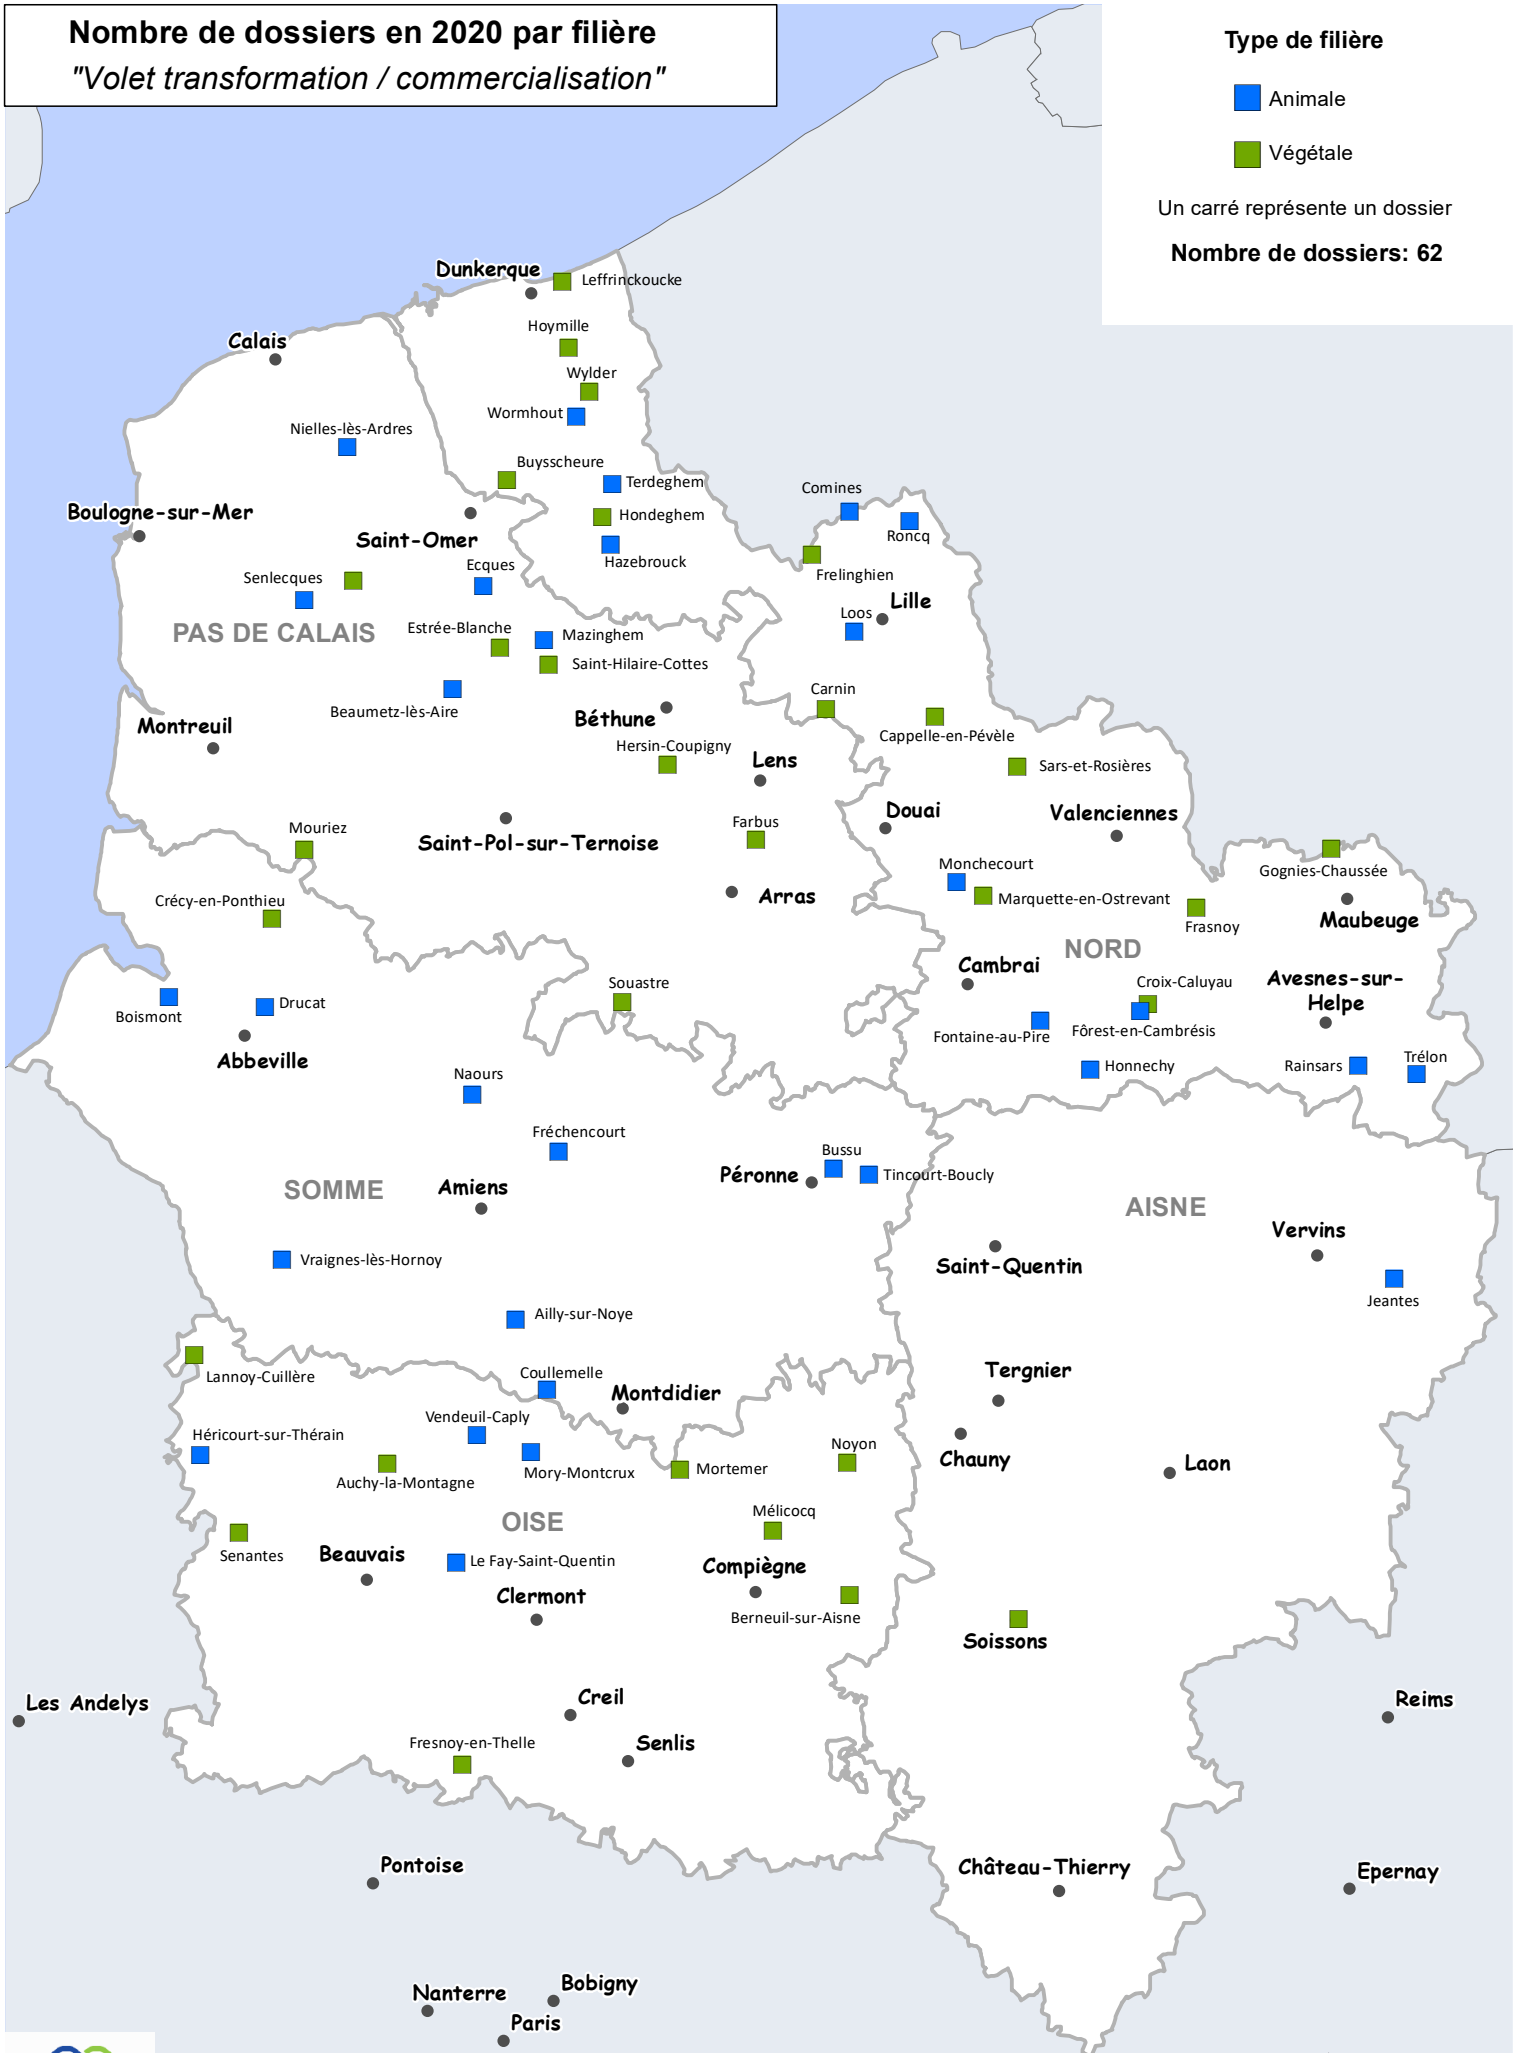 Nombre de dossiers en 2020 par filière
"Volet transformation / commercialisation"
Type de filière
Animale
Végétale
Un carré représente un dossier
Nombre de dossiers: 62
Dunkerque
Leffrinckoucke
Hoymille
Calais
Wylder
Wormhout
Nielles-lès-Ardres
Buysscheure
Terdeghem
Comines
Boulogne-sur-Mer
Hondeghem
Roncq
Saint-Omer
Hazebrouck
Ecques
Frelinghien
Senlecques
Lille
Loos
PAS DE CALAIS
Estrée-Blanche
Mazinghem
Saint-Hilaire-Cottes
Carnin
Beaumetz-lès-Aire
Béthune
Montreuil
Cappelle-en-Pévèle
Hersin-Coupigny
Lens
Sars-et-Rosières
Douai
Valenciennes
Farbus
Mouriez
Saint-Pol-sur-Ternoise
Monchecourt
Gognies-Chaussée
Arras
Marquette-en-Ostrevant
Crécy-en-Ponthieu
Maubeuge
Frasnoy
NORD
Cambrai
Avesnes-sur-
Helpe
Souastre
Croix-Caluyau
Drucat
Boismont
Fontaine-au-Pire
Fôrest-en-Cambrésis
Abbeville
Honnechy
Rainsars
Trélon
Naours
Fréchencourt
Bussu
Péronne
Tincourt-Boucly
SOMME
Amiens
AISNE
Vervins
Vraignes-lès-Hornoy
Saint-Quentin
Jeantes
Ailly-sur-Noye
Lannoy-Cuillère
Coullemelle
Tergnier
Montdidier
Vendeuil-Caply
Héricourt-sur-Thérain
Noyon
Chauny
Laon
Mory-Montcrux
Mortemer
Auchy-la-Montagne
Mélicocq
OISE
Senantes
Beauvais
Le Fay-Saint-Quentin
Compiègne
Clermont
Berneuil-sur-Aisne
Soissons
Les Andelys
Creil
Reims
Fresnoy-en-Thelle
Senlis
Pontoise
Château-Thierry
Epernay
Bobigny
Nanterre
Paris